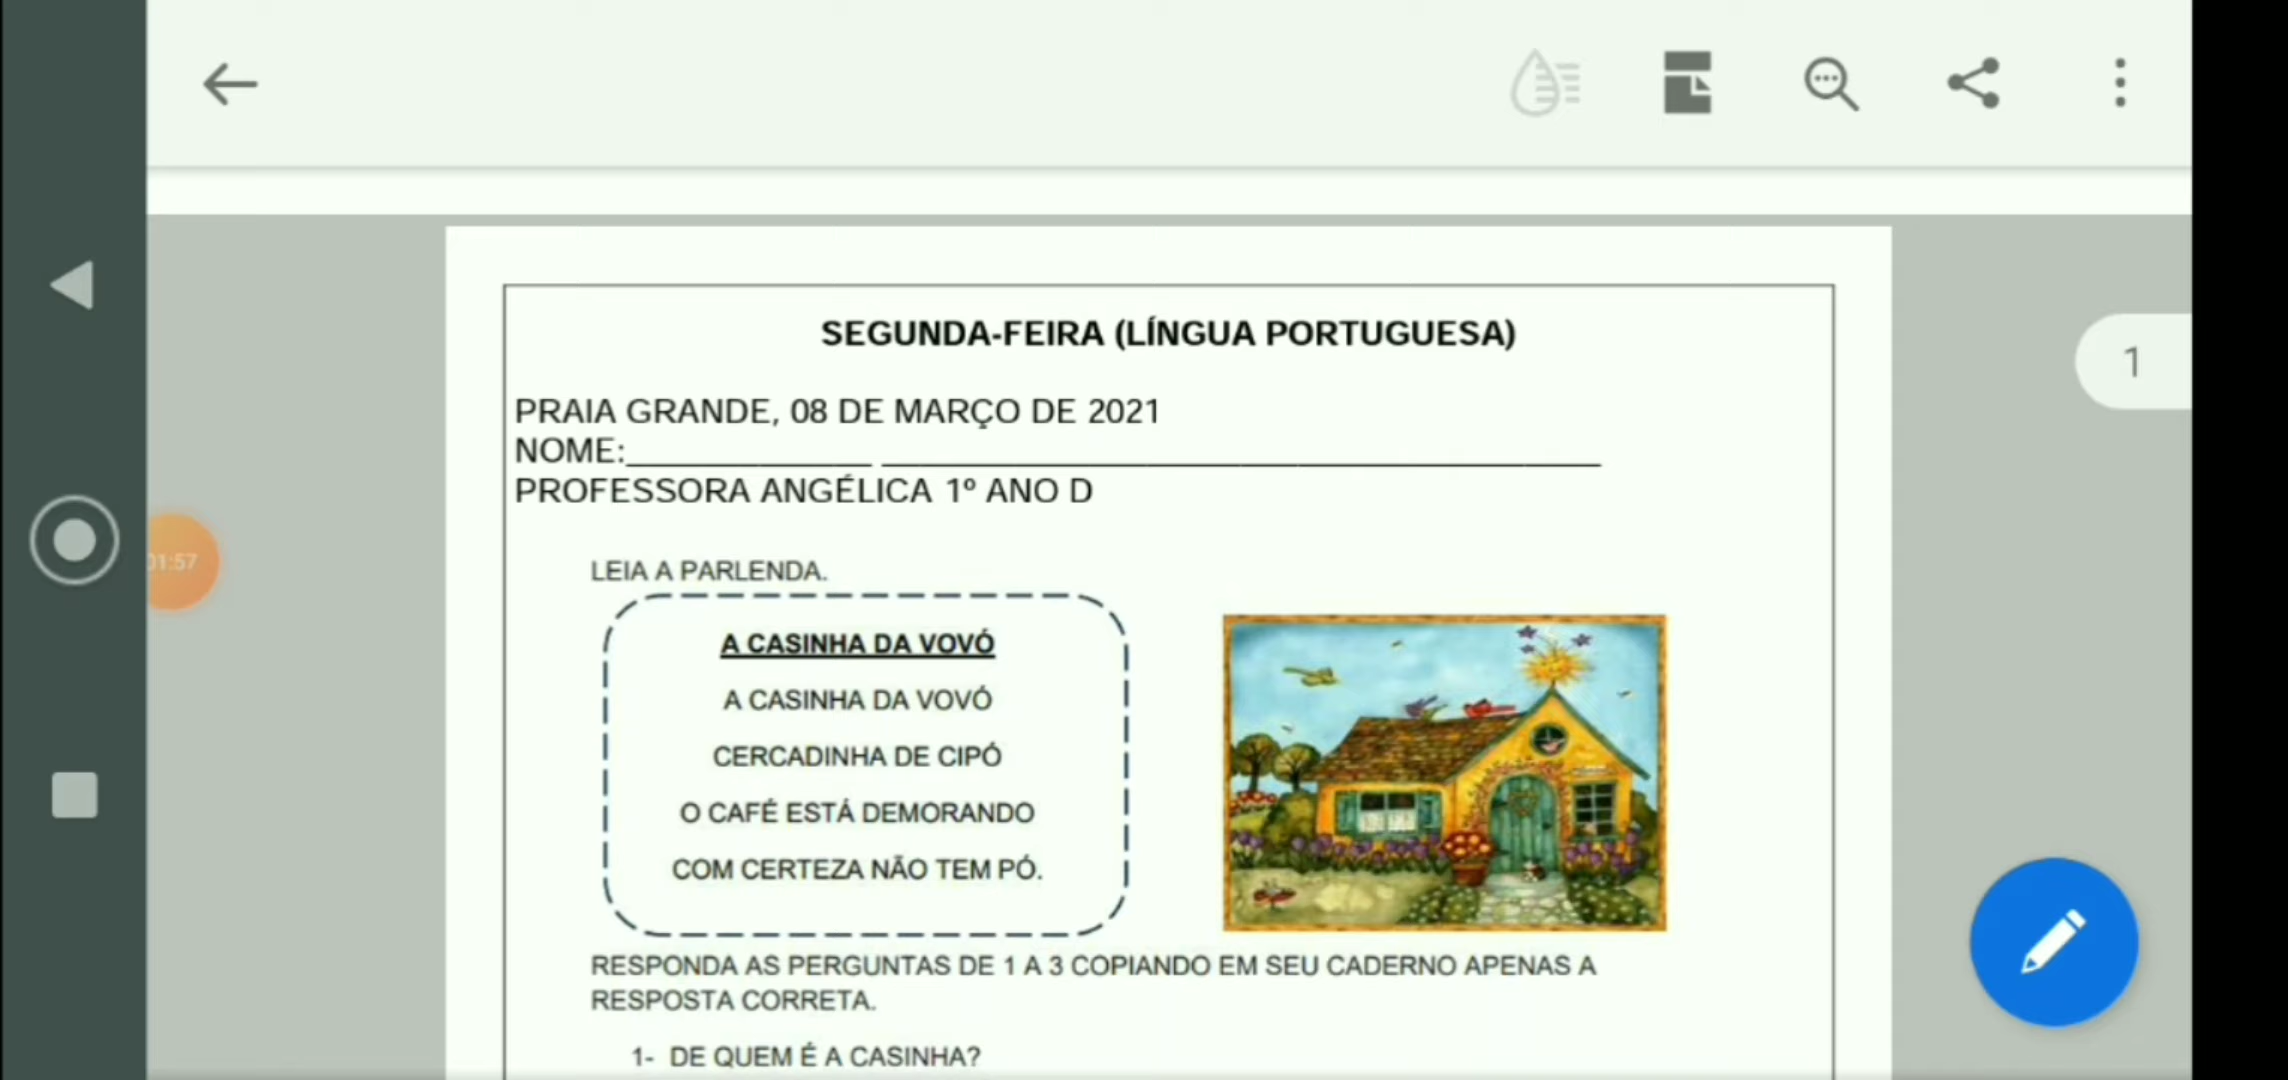 SEGUNDA-FEIRA (LÍNGUA PORTUGUESA)
1
PRAIA GRANDE, 08 DE MARÇO DE 2021
NOME:____________ ___________________________________
PROFESSORA ANGÉLICA 1º ANO D
01:57
LEIA A PARLENDA.
A CASINHA DA VOVÓ
A CASINHA DA VOVÓ
CERCADINHA DE CIPÓ
O CAFÉ ESTÁ DEMORANDO
COM CERTEZA NÃO TEM PÓ.
RESPONDA AS PERGUNTAS DE 1 A 3 COPIANDO EM SEU CADERNO APENAS A
RESPOSTA CORRETA.
1- DE QUEM É A CASINHA?